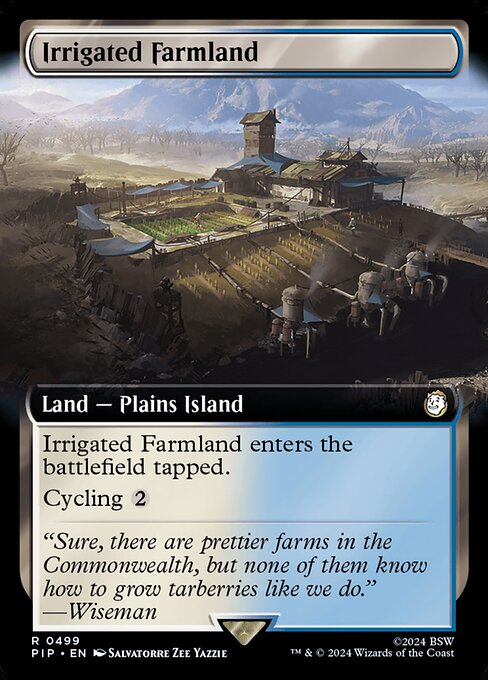 Irrigated Farmland
Land — Plains Island
Irrigated Farmland enters the
battlefield tapped.
Cycling 2
“Sure, there are prettier farms in the
Commonwealth, but none of them know
how to grow tarberries like we do.”
—Wiseman
R 0499
PIP • EN Salvatorre Zee Yazzie
©2024 BSW
™ & © 2024 Wizards of the Coast